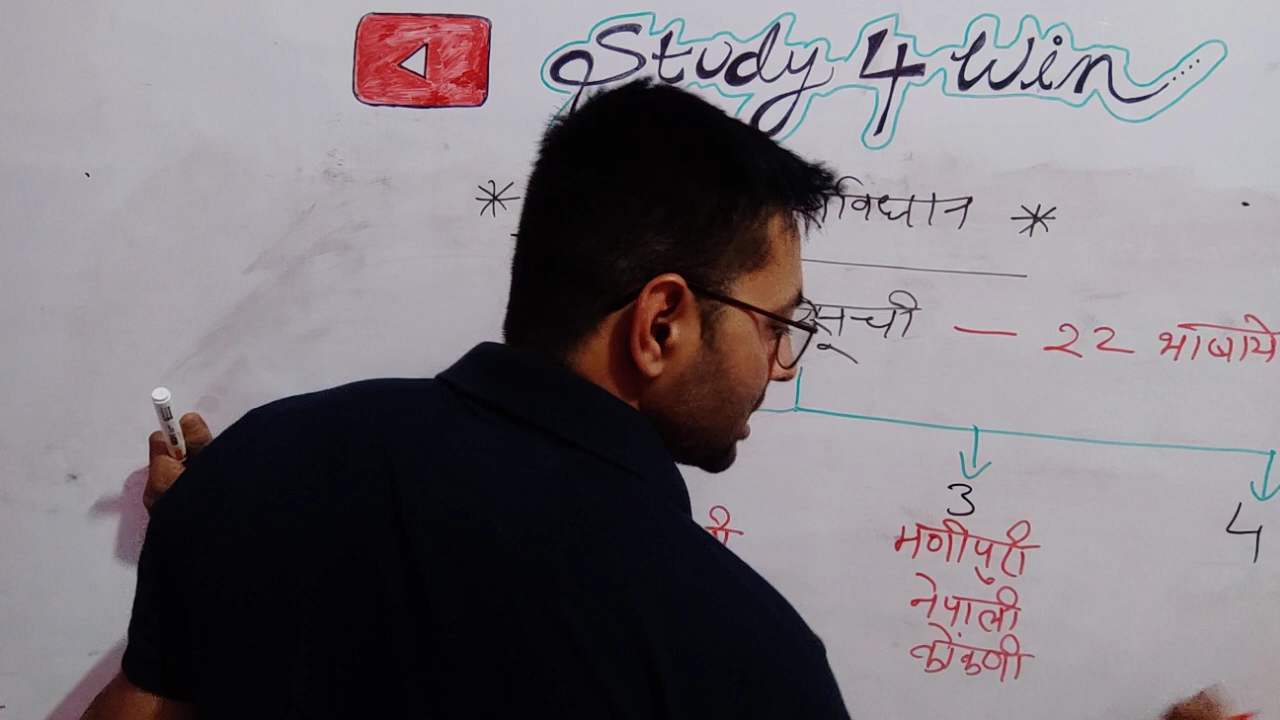 Study 4 Win
* विधान *
सूची — 22 भाषाये
3
4
मणीपुरी
नेपाली
कोंकणी